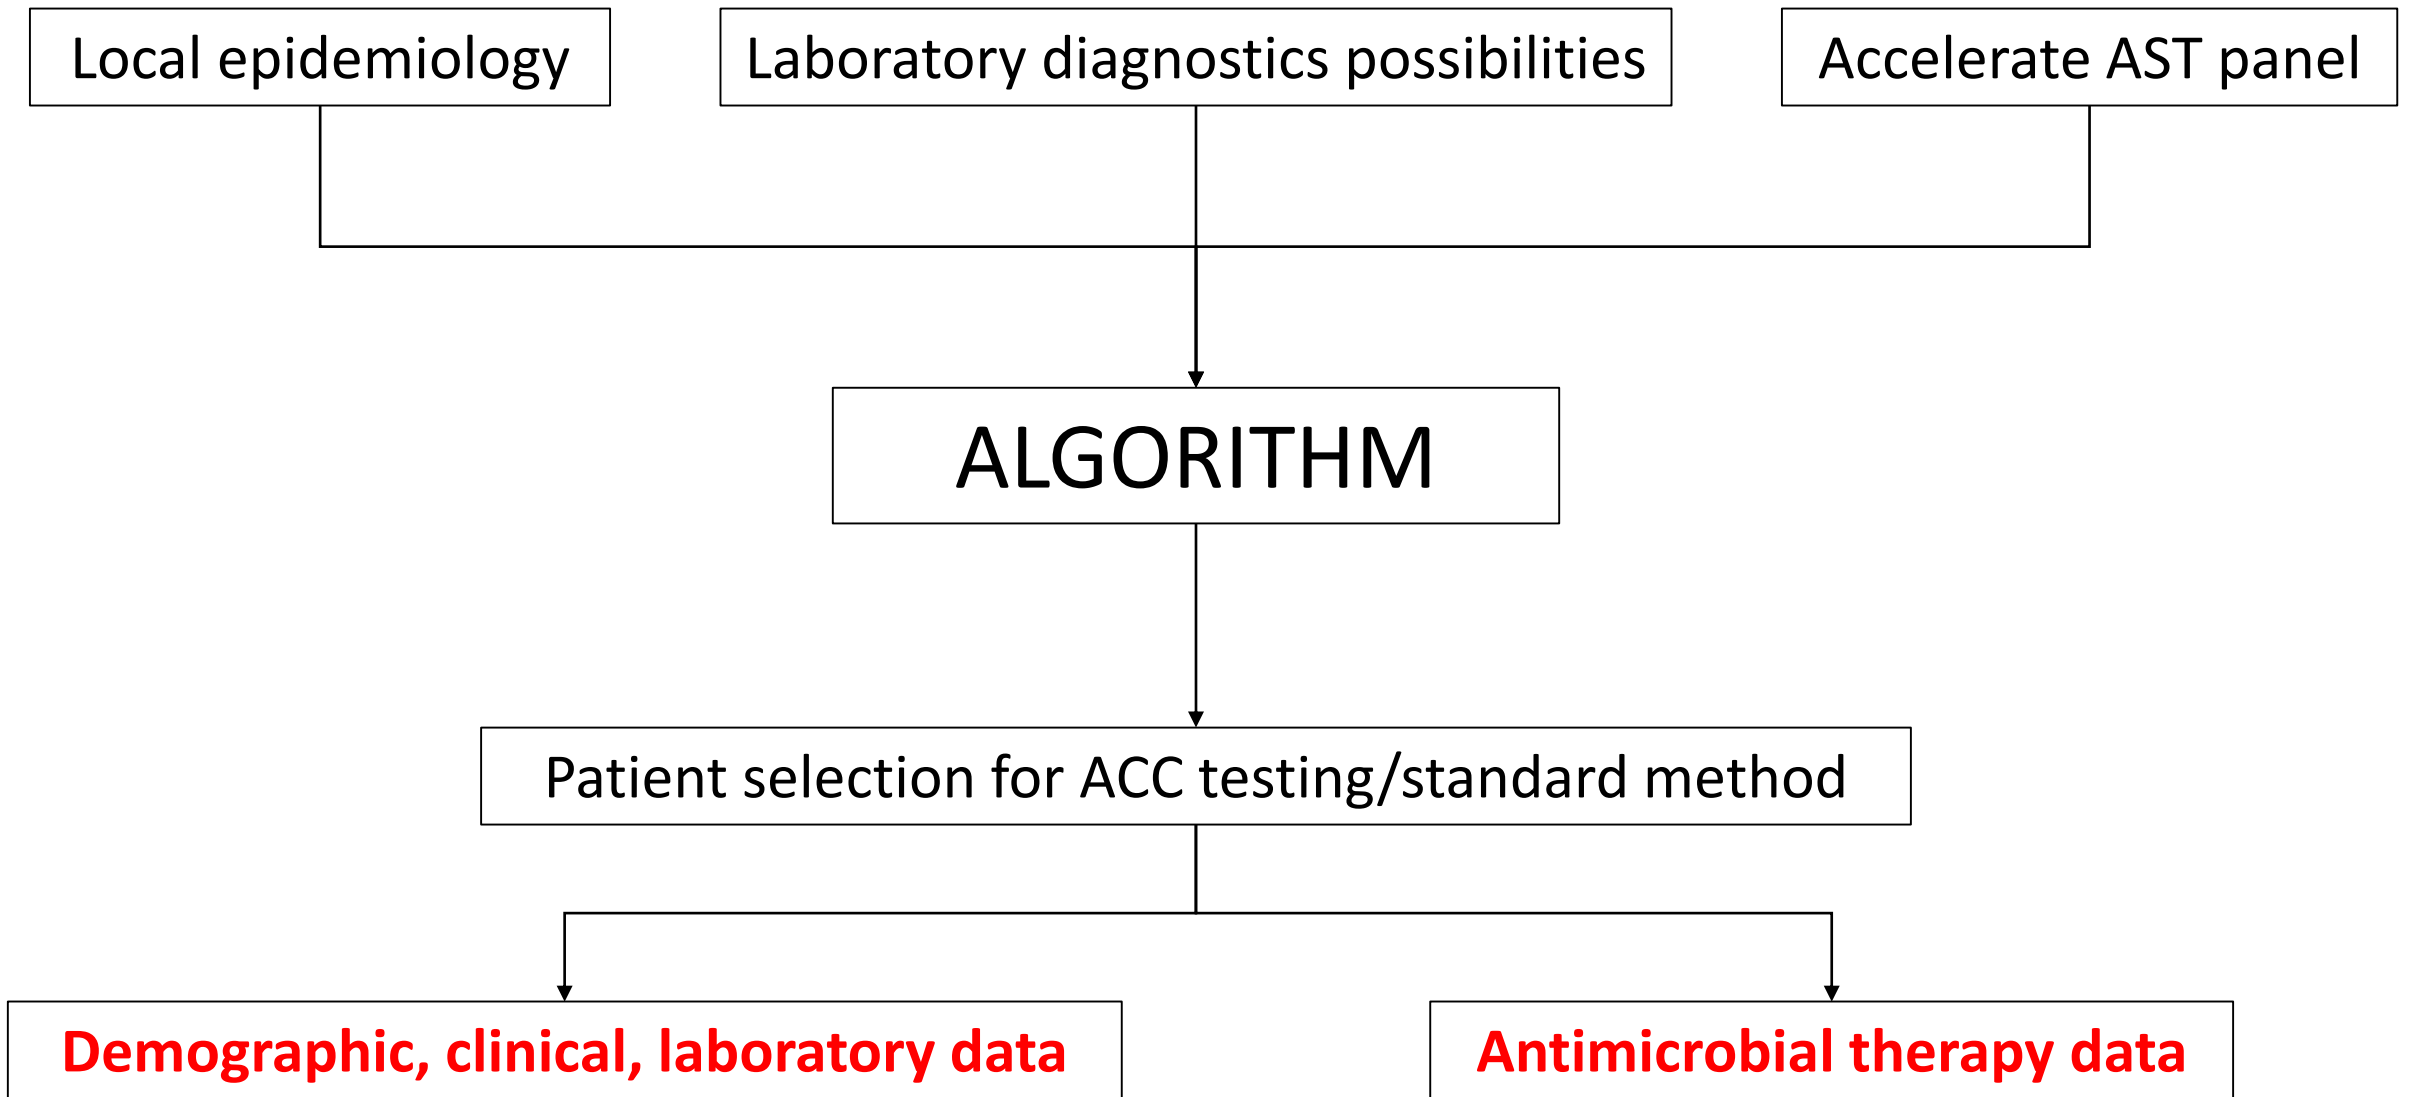 Local epidemiology
Laboratory diagnostics possibilities
Accelerate AST panel
ALGORITHM
Patient selection for ACC testing/standard method
Demographic, clinical, laboratory data
Antimicrobial therapy data